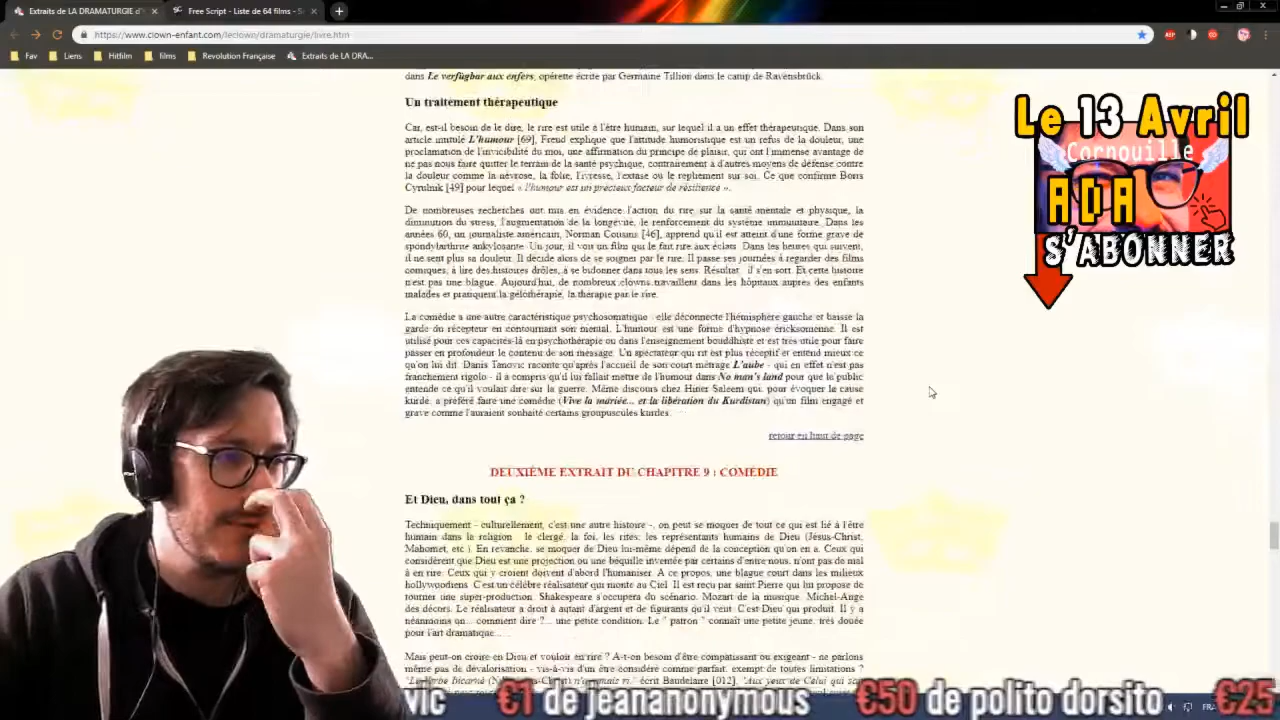 Extraits de LA DRAMATURGIE d'
Free Script - Liste de 64 films - S
https://www.clown-enfant.com/leclown/dramaturgie/livre.htm
Fav
Liens
Hitfilm
films
Revolution Française
Extraits de LA DRA...
dans Le verfügbar aux enfers, opérette écrite par Germaine Tillion dans le camp de Ravensbrück.
Un traitement thérapeutique
Car, est-il besoin de le dire, le rire est utile à l'être humain, sur lequel il a un effet thérapeutique. Dans son
article intitulé L'humour [69], Freud explique que l'attitude humoristique est un refus de la douleur, une
proclamation de l'invincibilité du moi, une affirmation du principe de plaisir, qui ont l'immense avantage de
ne pas nous faire quitter le terrain de la santé psychique, contrairement à d'autres moyens de défense contre
la douleur comme la névrose, la folie, l'ivresse, l'extase ou le repliement sur soi. Ce que confirme Boris
Cyrulnik [49] pour lequel « l'humour est un précieux facteur de résilience ».
De nombreuses recherches ont mis en évidence l'action du rire sur la santé mentale et physique, la
diminution du stress, l'augmentation de la longévité, le renforcement du système immunitaire. Dans les
années 60, un journaliste américain, Norman Cousins [46], apprend qu'il est atteint d'une forme grave de
spondylarthrite ankylosante. Un jour, il voit un film qui le fait rire aux éclats. Dans les heures qui suivent,
il ne sent plus sa douleur. Il décide alors de se soigner par le rire. Il passe ses journées à regarder des films
comiques, à lire des histoires drôles, à se bidonner dans tous les sens. Résultat : il s'en sort. Et cette histoire
n'est pas une blague. Aujourd'hui, de nombreux clowns travaillent dans les hôpitaux auprès des enfants
malades et pratiquent la gélothérapie, la thérapie par le rire.
La comédie a une autre caractéristique psychosomatique : elle déconnecte l'hémisphère gauche et baisse la
garde du récepteur en contournant son mental. L'humour est une forme d'hypnose éricksonienne. Il est
utilisé pour ces capacités-là en psychothérapie ou dans l'enseignement bouddhiste et est très utile pour faire
passer en profondeur le contenu de son message. Un spectateur qui rit est plus réceptif et entend mieux ce
qu'on lui dit. Danis Tanovic raconte qu'après l'accueil de son court métrage L'aube - qui en effet n'est pas
franchement rigolo - il a compris qu'il lui fallait mettre de l'humour dans No man's land pour que le public
entende ce qu'il voulait dire sur la guerre. Même discours chez Hiner Saleem qui, pour évoquer la cause
kurde, a préféré faire une comédie (Vive la mariée... et la libération du Kurdistan) qu'un film engagé et
grave comme l'auraient souhaité certains groupuscules kurdes.
retour en haut de page
DEUXIÈME EXTRAIT DU CHAPITRE 9 : COMÉDIE
Et Dieu, dans tout ça ?
Techniquement - culturellement, c'est une autre histoire -, on peut se moquer de tout ce qui est lié à l'être
humain dans la religion : le clergé, la foi, les rites, les représentants humains de Dieu (Jésus-Christ,
Mahomet, etc.). En revanche, se moquer de Dieu lui-même dépend de la conception qu'on en a. Ceux qui
considèrent que Dieu est une projection ou une béquille inventée par certains d'entre nous, n'ont pas de mal
à en rire. Ceux qui y croient doivent d'abord l'humaniser. A ce propos, une blague court dans les milieux
hollywoodiens. C'est un célèbre réalisateur qui monte au Ciel. Il est reçu par saint Pierre qui lui propose de
tourner une super-production. Shakespeare s'occupera du scénario, Mozart de la musique, Michel-Ange
des décors. Le réalisateur a droit à autant d'argent et de figurants qu'il veut. C'est Dieu qui produit. Il y a
néanmoins un... comment dire ?... une petite condition. Le " patron " connaît une petite jeune, très douée
pour l'art dramatique...
Mais peut-on croire en Dieu et vouloir en rire ? A-t-on besoin d'être compatissant ou exigeant - ne parlons
même pas de dévalorisation - vis-à-vis d'un être considéré comme parfait, exempt de toutes limitations ?
n'a jamais ri," écrit Baudelaire [012], "Aux yeux de Celui qui
Le 13 Avril
Cornouille
ADA
S'ABONNER
vic €1 de jeananonymous €50 de polito dorsito €25
FRA